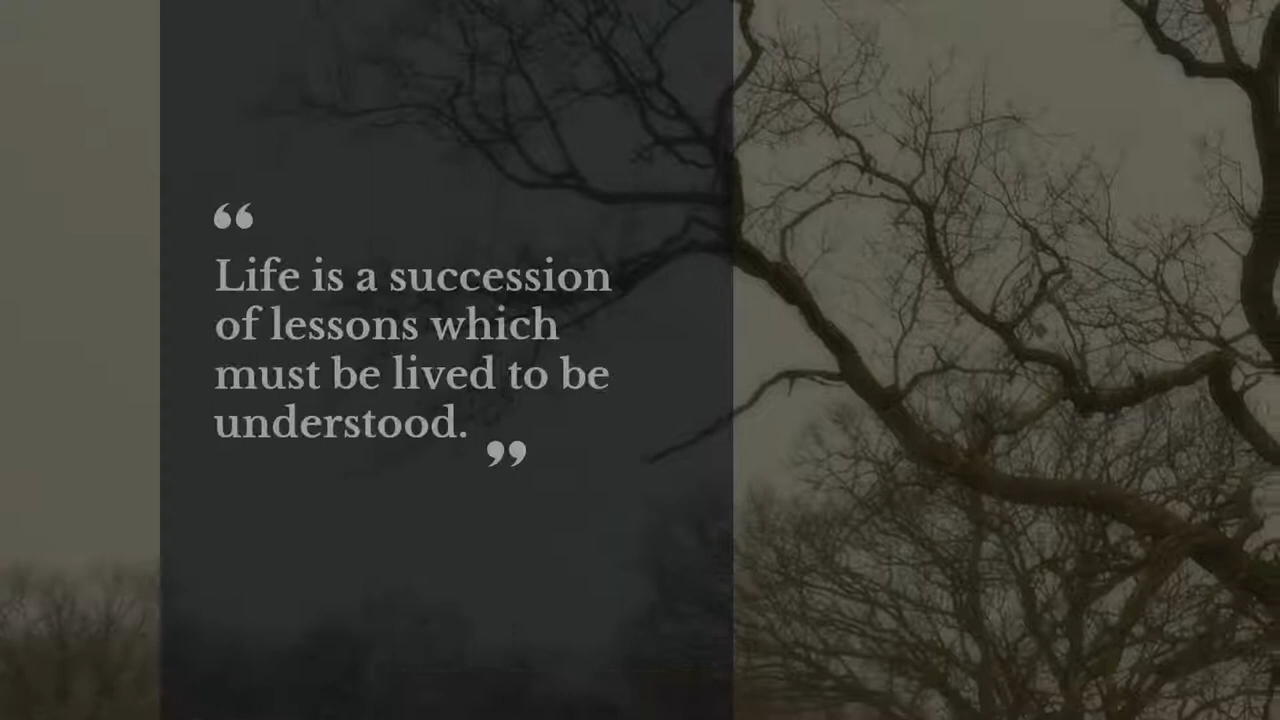 “
Life is a succession
of lessons which
must be lived to be
understood.
”